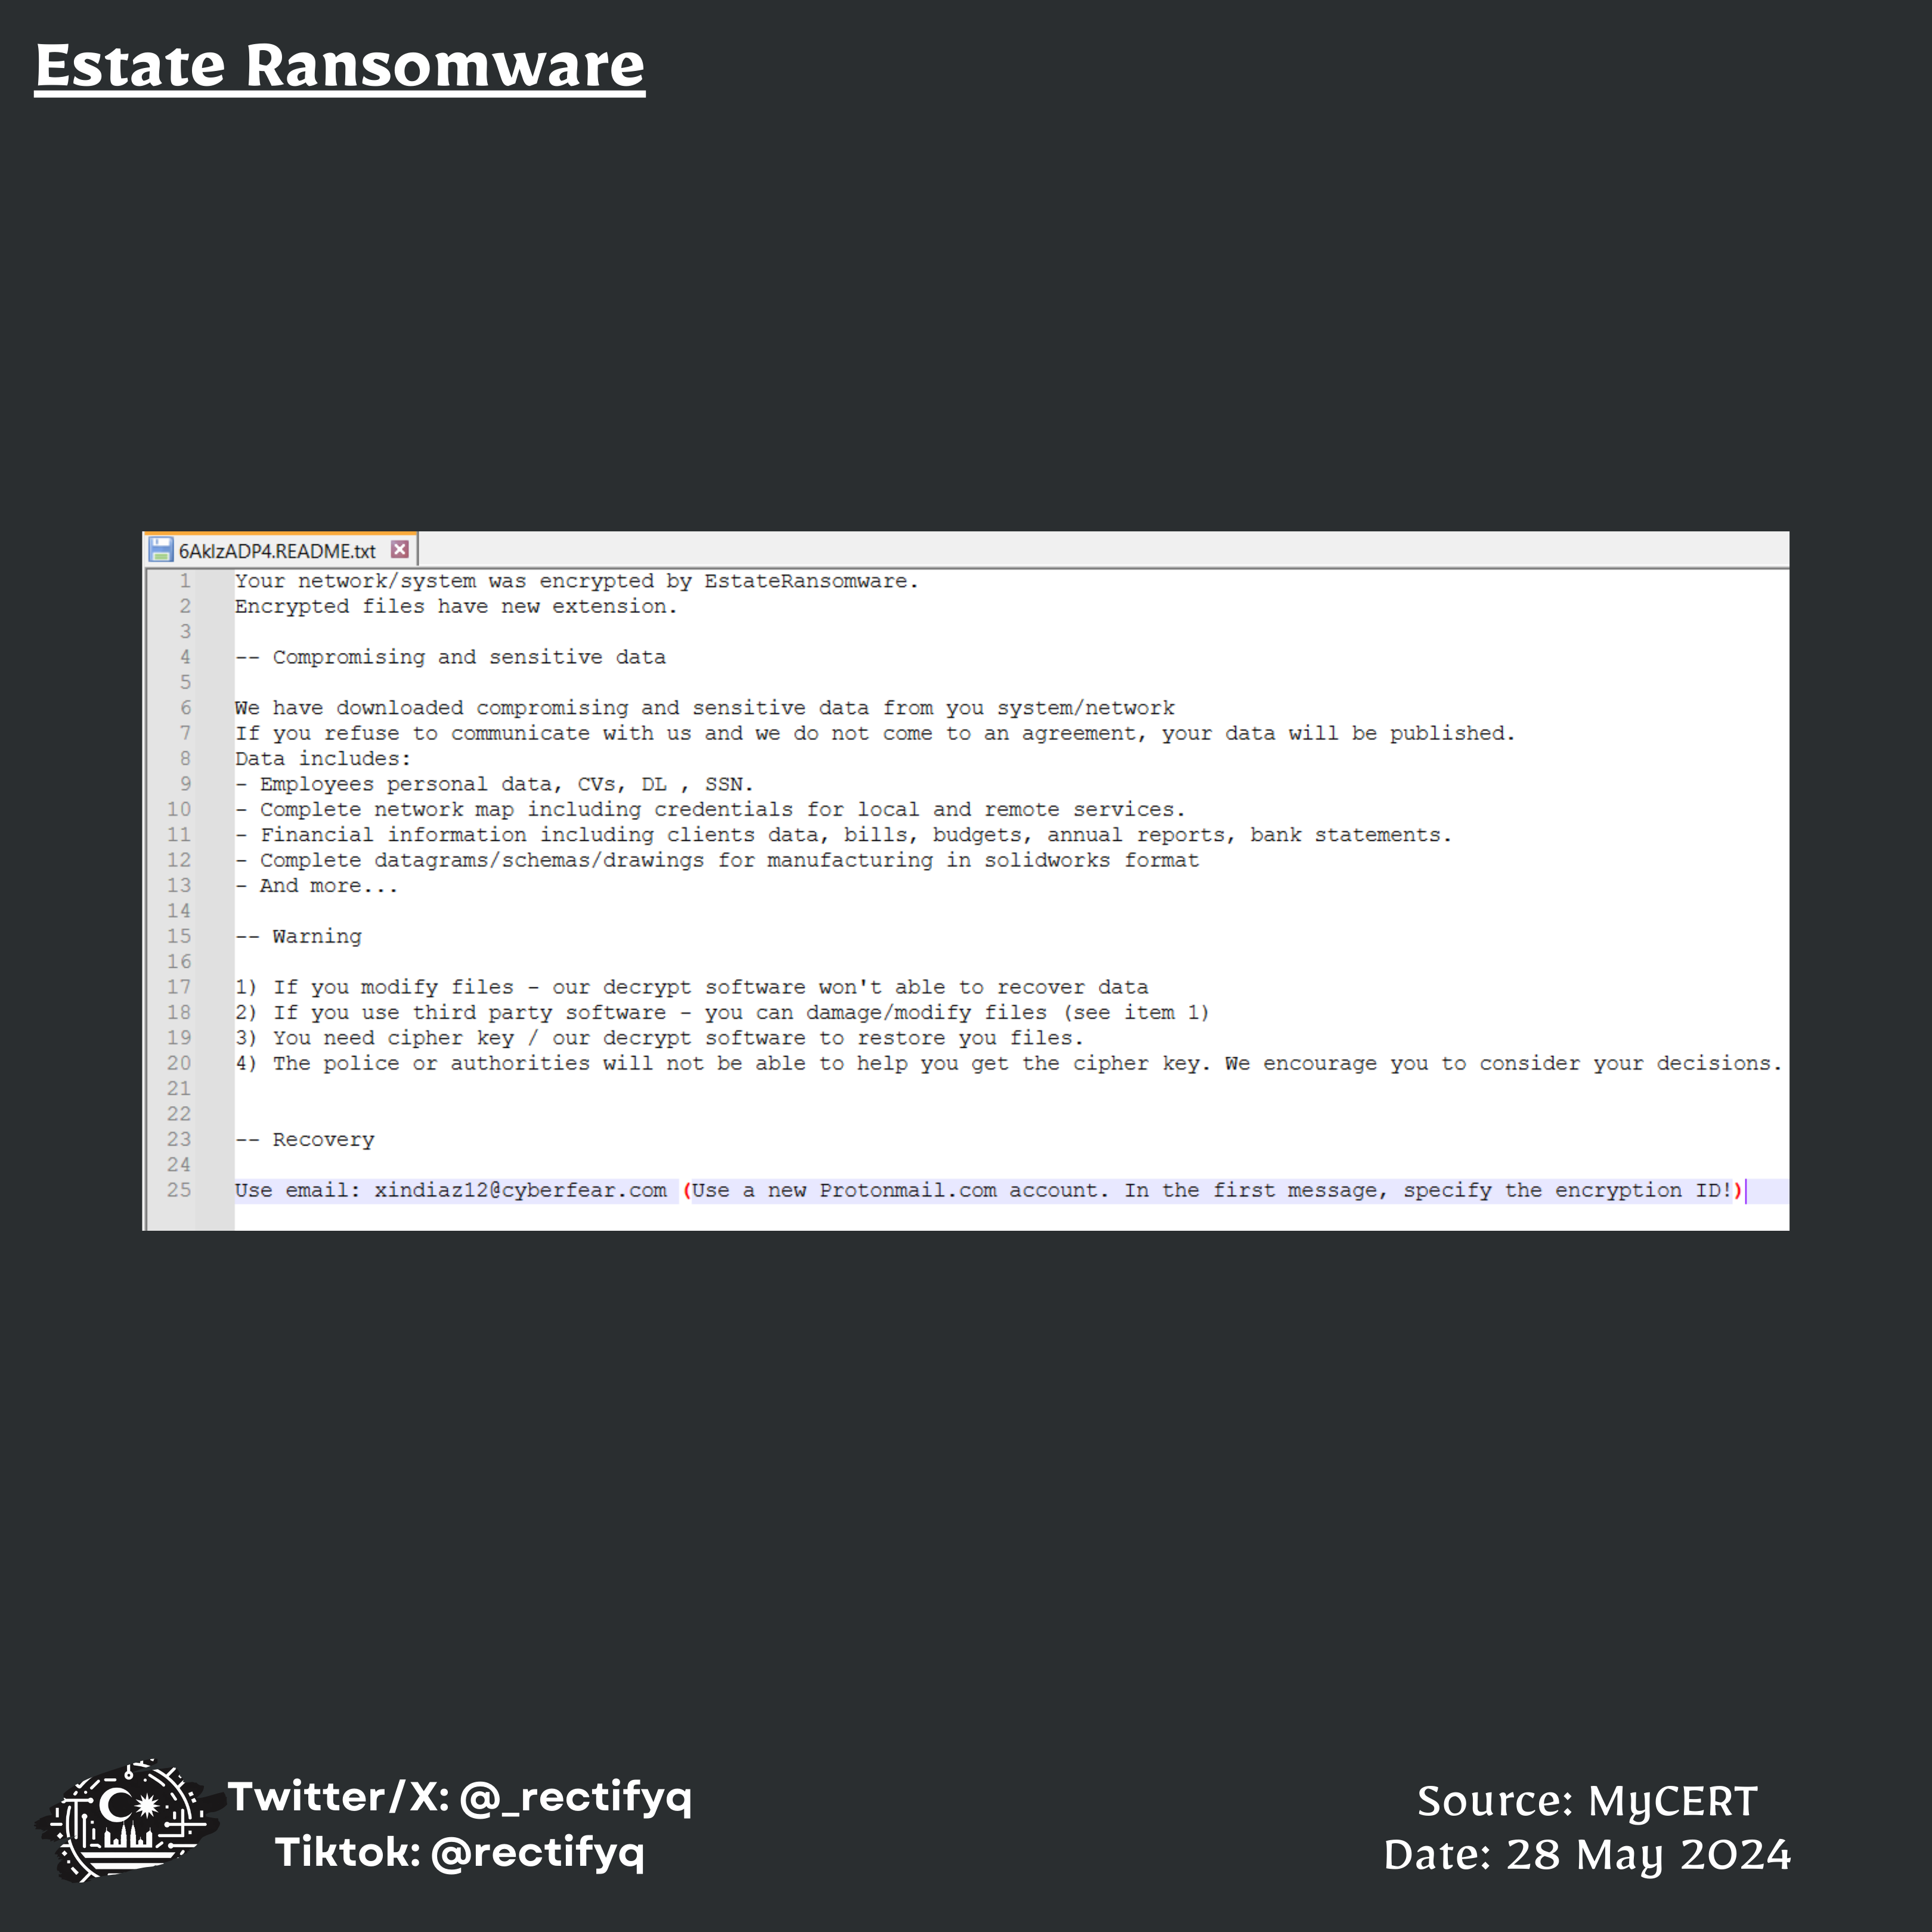 Estate Ransomware
6AklzADP4.README.txt
1 Your network/system was encrypted by EstateRansomware.
2 Encrypted files have new extension.
3
4 -- Compromising and sensitive data
5
6 We have downloaded compromising and sensitive data from you system/network
7 If you refuse to communicate with us and we do not come to an agreement, your data will be published.
8 Data includes:
9 - Employees personal data, CVs, DL , SSN.
10 - Complete network map including credentials for local and remote services.
11 - Financial information including clients data, bills, budgets, annual reports, bank statements.
12 - Complete datagrams/schemas/drawings for manufacturing in solidworks format
13 - And more...
14
15 -- Warning
16
17 1) If you modify files - our decrypt software won't able to recover data
18 2) If you use third party software - you can damage/modify files (see item 1)
19 3) You need cipher key / our decrypt software to restore you files.
20 4) The police or authorities will not be able to help you get the cipher key. We encourage you to consider your decisions.
21
22
23 -- Recovery
24
25 Use email: xindiaz12@cyberfear.com (Use a new Protonmail.com account. In the first message, specify the encryption ID!)
Twitter/X: @_rectifyq
Tiktok: @rectifyq
Source: MyCERT
Date: 28 May 2024